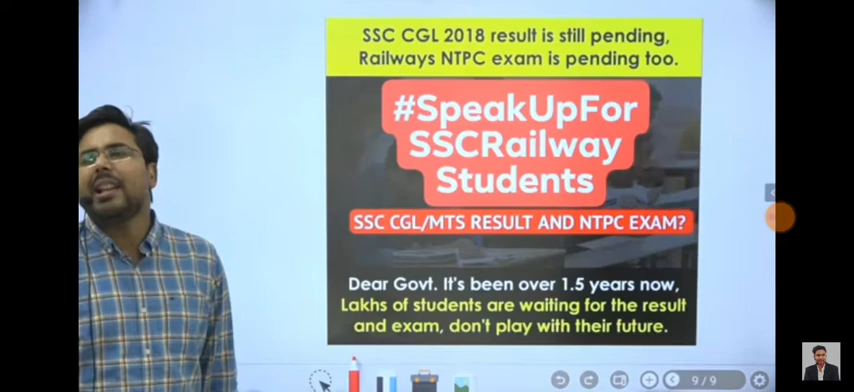 SSC CGL 2018 result is still pending,
Railways NTPC exam is pending too.
#SpeakUpFor
SSCRailway
Students
SSC CGL/MTS RESULT AND NTPC EXAM?
Dear Govt. It's been over 1.5 years now,
Lakhs of students are waiting for the result
and exam, don't play with their future.
9 / 9